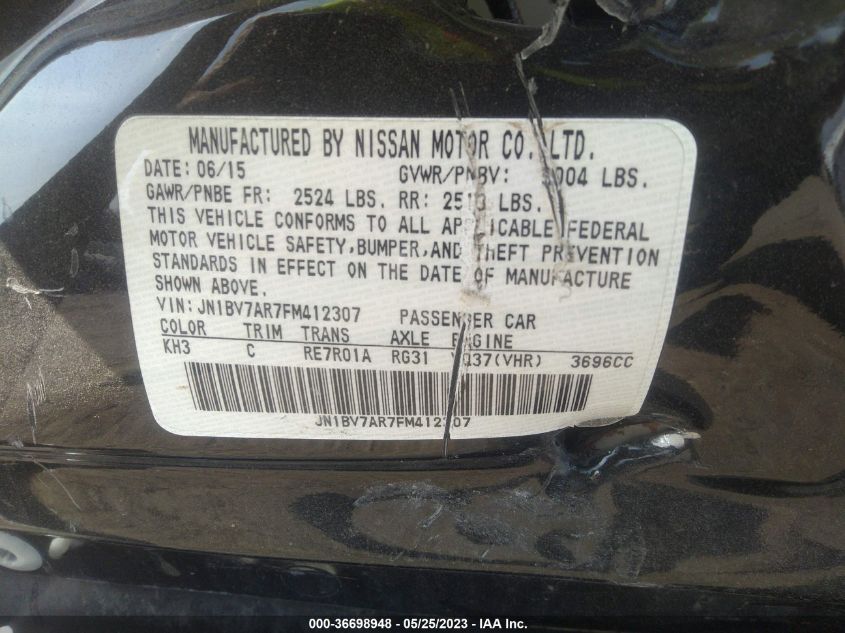 MANUFACTURED BY NISSAN MOTOR CO. LTD.
DATE: 06/15 GVWR/PNBV: 004 LBS.
GAWR/PNBE FR: 2524 LBS. RR: 2513 LBS.
THIS VEHICLE CONFORMS TO ALL APPLICABLE FEDERAL
MOTOR VEHICLE SAFETY,BUMPER,AND THEFT PREVENTION
STANDARDS IN EFFECT ON THE DATE OF MANUFACTURE
SHOWN ABOVE.
VIN: JN1BV7AR7FM412307 PASSENGER CAR
COLOR TRIM TRANS AXLE ENGINE
KH3 C RE7R01A RG31 Q37(VHR) 3696CC
JN1BV7AR7FM412307
000-36698948 - 05/25/2023 - IAA Inc.